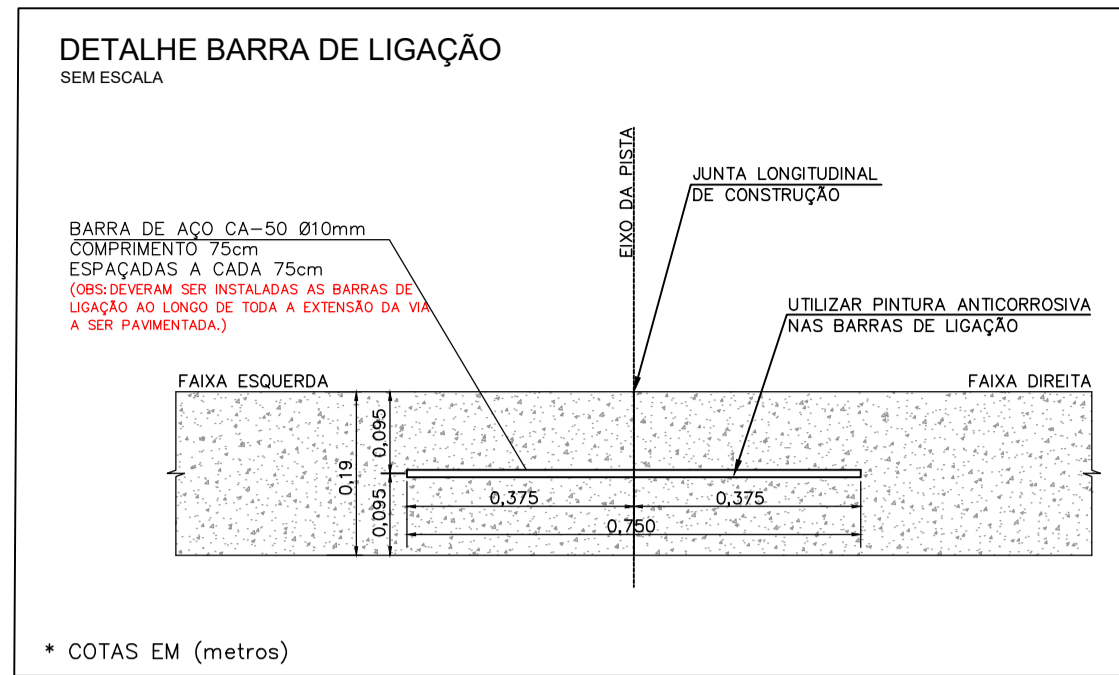 DETALHE BARRA DE LIGAÇÃO
SEM ESCALA
EIXO DA PISTA
JUNTA LONGITUDINAL
DE CONSTRUÇÃO
BARRA DE AÇO CA-50 Ø10mm
COMPRIMENTO 75cm
ESPAÇADAS A CADA 75cm
(OBS: DEVERAM SER INSTALADAS AS BARRAS DE
LIGAÇÃO AO LONGO DE TODA A EXTENSÃO DA VIA
A SER PAVIMENTADA.)
UTILIZAR PINTURA ANTICORROSIVA
NAS BARRAS DE LIGAÇÃO
FAIXA ESQUERDA
FAIXA DIREITA
0,095
0,19
0,095
0,375
0,375
0,750
* COTAS EM (metros)